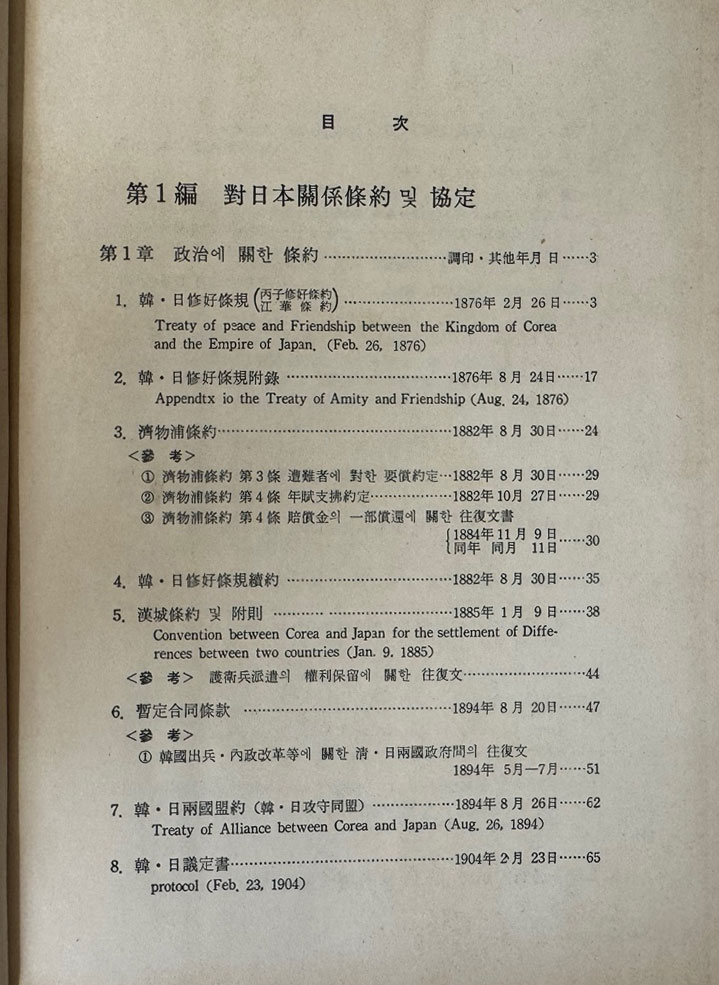 目 次
第1編 對日本關係條約 및 協定
第1章 政治에 關한 條約 ………………………調印・其他年月日……3
1. 韓・日修好條規(丙子修好條約 江華條約)……………………1876年 2月 26日……3
Treaty of peace and Friendship between the Kingdom of Corea
and the Empire of Japan. (Feb. 26, 1876)
2. 韓・日修好條規附錄 ………………………………1876年 8月 24日……17
Appendtx io the Treaty of Amity and Friendship (Aug. 24, 1876)
3. 濟物浦條約…………………………………………1882年 8月 30日……24
<參 考>
① 濟物浦條約 第3條 遭難者에 對한 要償約定…1882年 8月 30日……29
② 濟物浦條約 第4條 年賦支拂約定………………1882年 10月 27日……29
③ 濟物浦條約 第4條 賠償金의 一部償還에 關한 往復文書
{1884年 11月 9日
同年 同月 11日……30
4. 韓・日修好條規續約 ………………………………1882年 8月 30日……35
5. 漢城條約 및 附則 …………………………………1885年 1月 9日……38
Convention between Corea and Japan for the settlement of Diffe-
rences between two countries (Jan. 9. 1885)
<參 考> 護衛兵派遣의 權利保留에 關한 往復文………………………44
6. 暫定合同條款 ………………………………………1894年 8月 20日……47
<參 考>
① 韓國出兵・內政改革等에 關한 淸・日兩國政府間의 往復文
1894年 5月—7月……51
7. 韓・日兩國盟約 (韓・日攻守同盟) ………………1894年 8月 26日……62
Treaty of Alliance between Corea and Japan (Aug. 26, 1894)
8. 韓・日議定書…………………………………………1904年 2月 23日……65
protocol (Feb. 23, 1904)